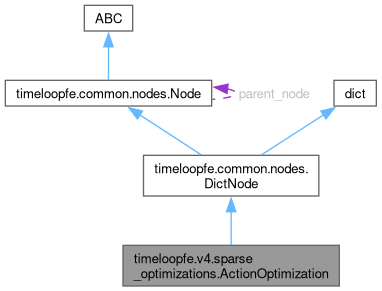 ABC
timeloopfe.common.nodes.Node
parent_node
dict
timeloopfe.common.nodes.
DictNode
timeloopfe.v4.sparse
_optimizations.ActionOptimization